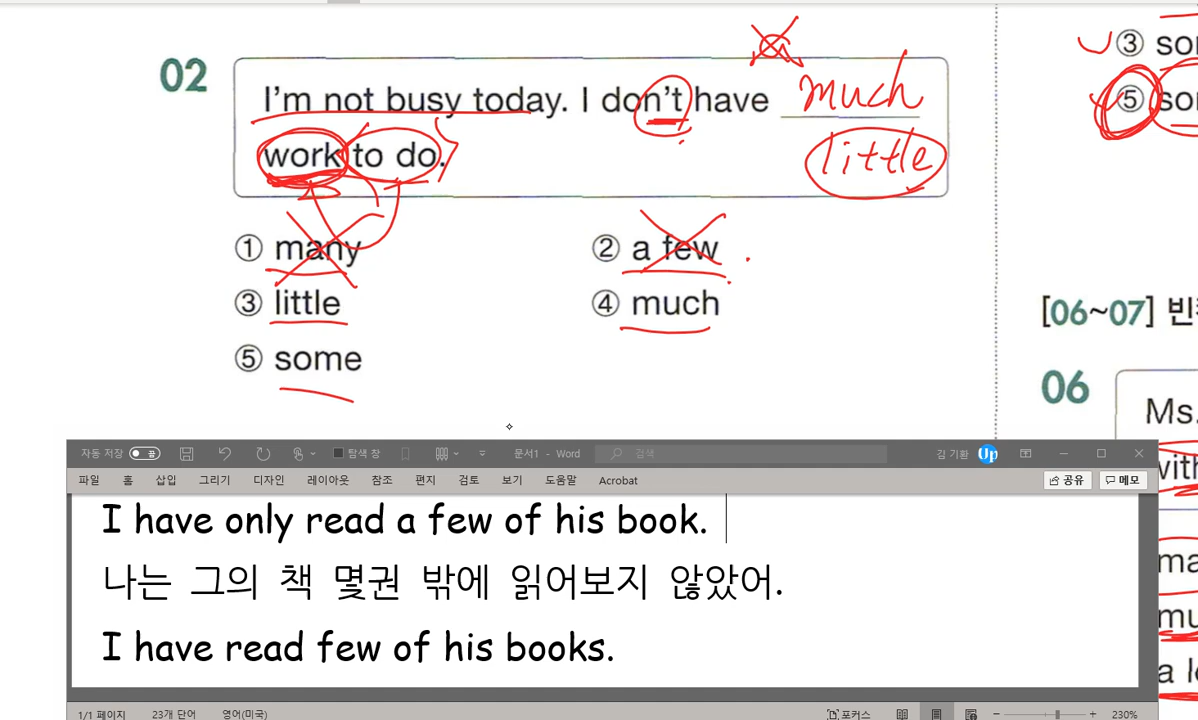 02
I'm not busy today. I don't have much
work to do. little
① many ② a few
③ little ④ much
⑤ some
③
⑤
[06~07] 빈
06
Ms.
자동 저장 끔 탐색 창 문서1 - Word 검색 김 기환 Up
파일 홈 삽입 그리기 디자인 레이아웃 참조 편지 검토 보기 도움말 Acrobat 공유 메모
I have only read a few of his book.
나는 그의 책 몇권 밖에 읽어보지 않았어.
I have read few of his books.
1/1 페이지 23개 단어 영어(미국) 포커스 230%